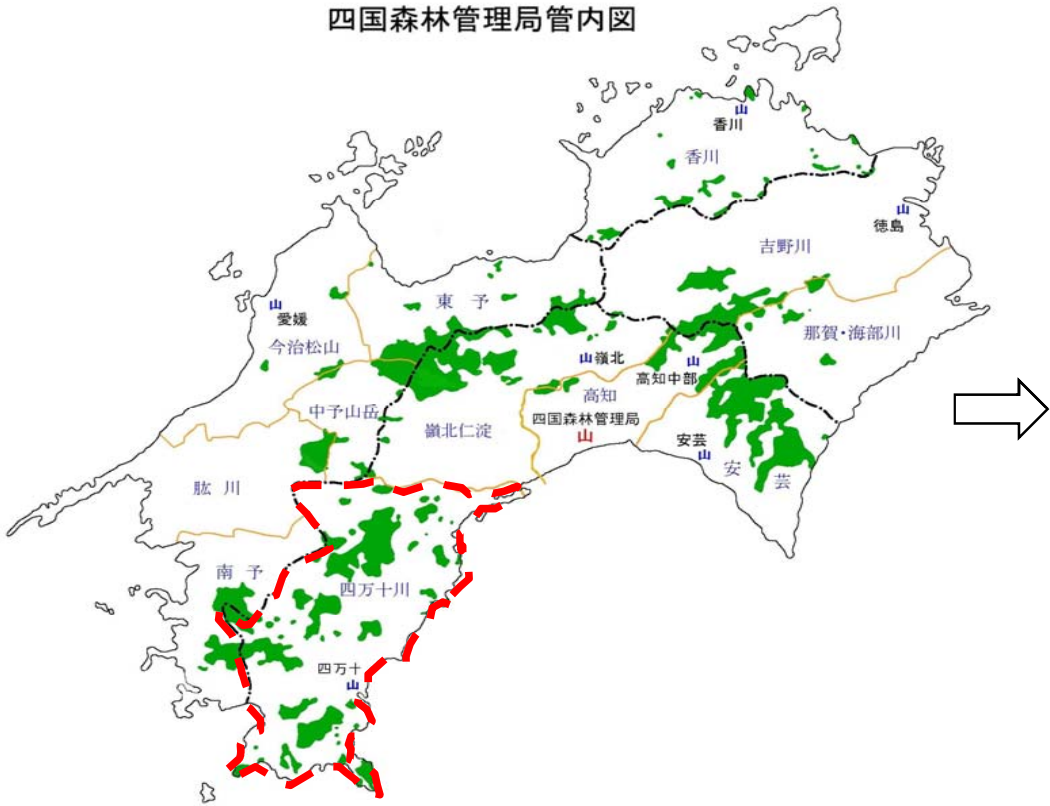 四国森林管理局管内図
香川
香川
徳島
吉野川
東 予
愛媛
今治松山
那賀・海部川
嶺北
高知中部
高知
中予山岳
嶺北仁淀
四国森林管理局
安芸
安 芸
肱 川
南 予
四万十川
四万十